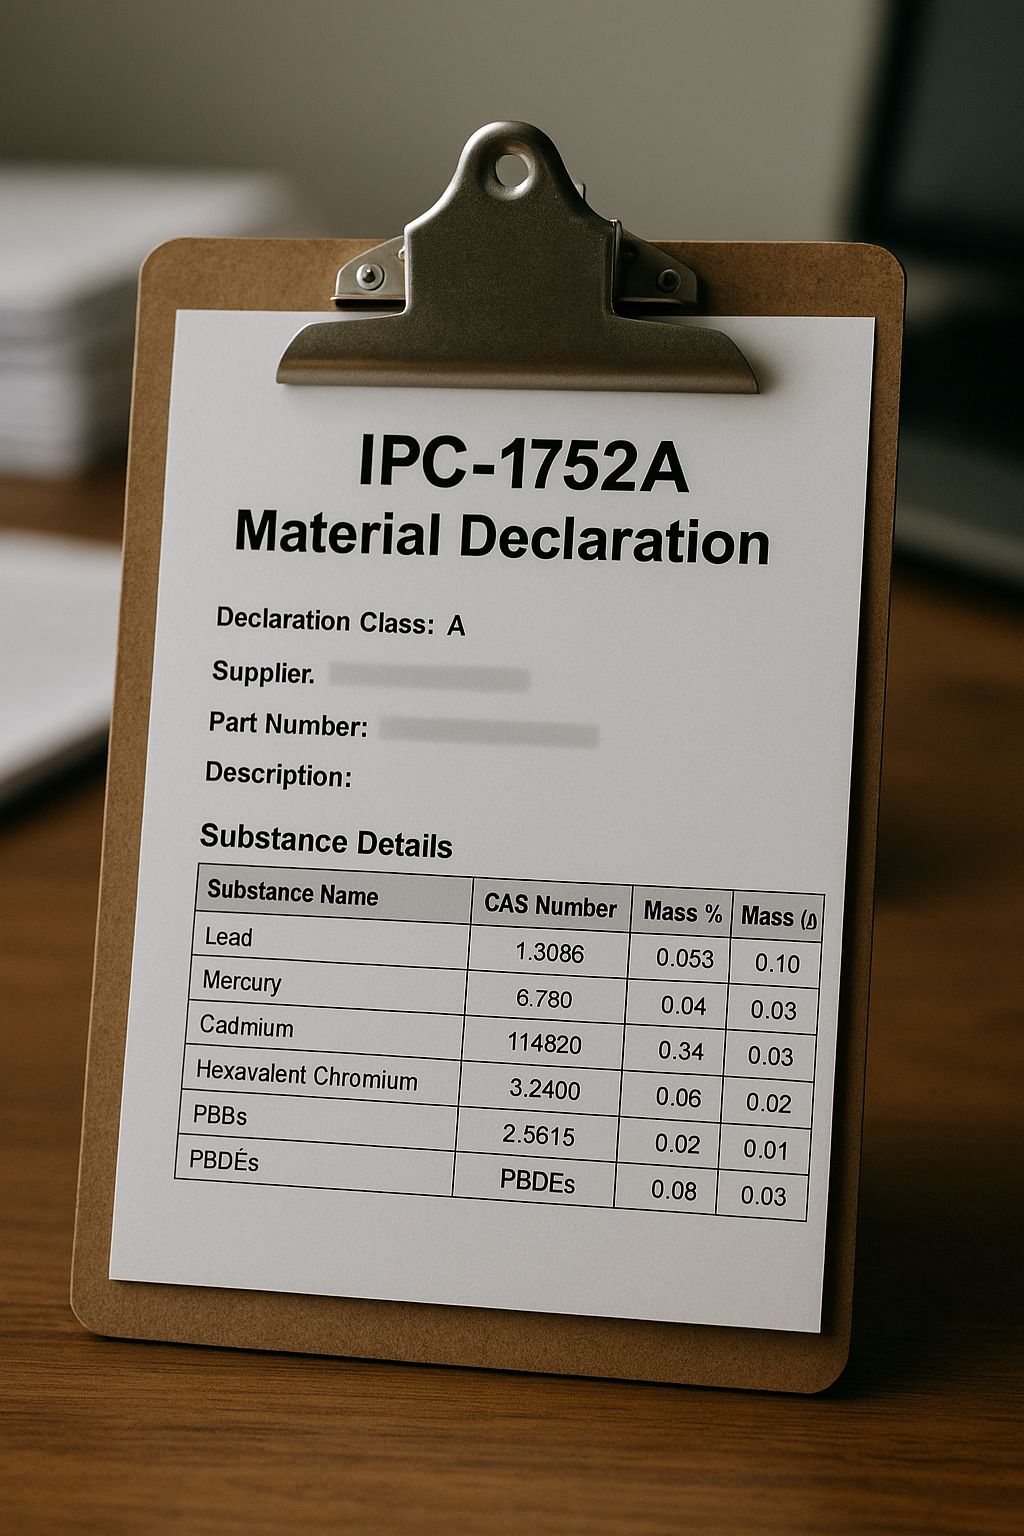 IPC-1752A
Material Declaration
Declaration Class: A
Supplier.
Part Number:
Description:
Substance Details
Substance Name CAS Number Mass % Mass (
Lead 1.3086 0.053 0.10
Mercury 6.780 0.04 0.03
Cadmium 114820 0.34 0.03
Hexavalent Chromium 3.2400 0.06 0.02
PBBs 2.5615 0.02 0.01
PBDÉs PBDEs 0.08 0.03